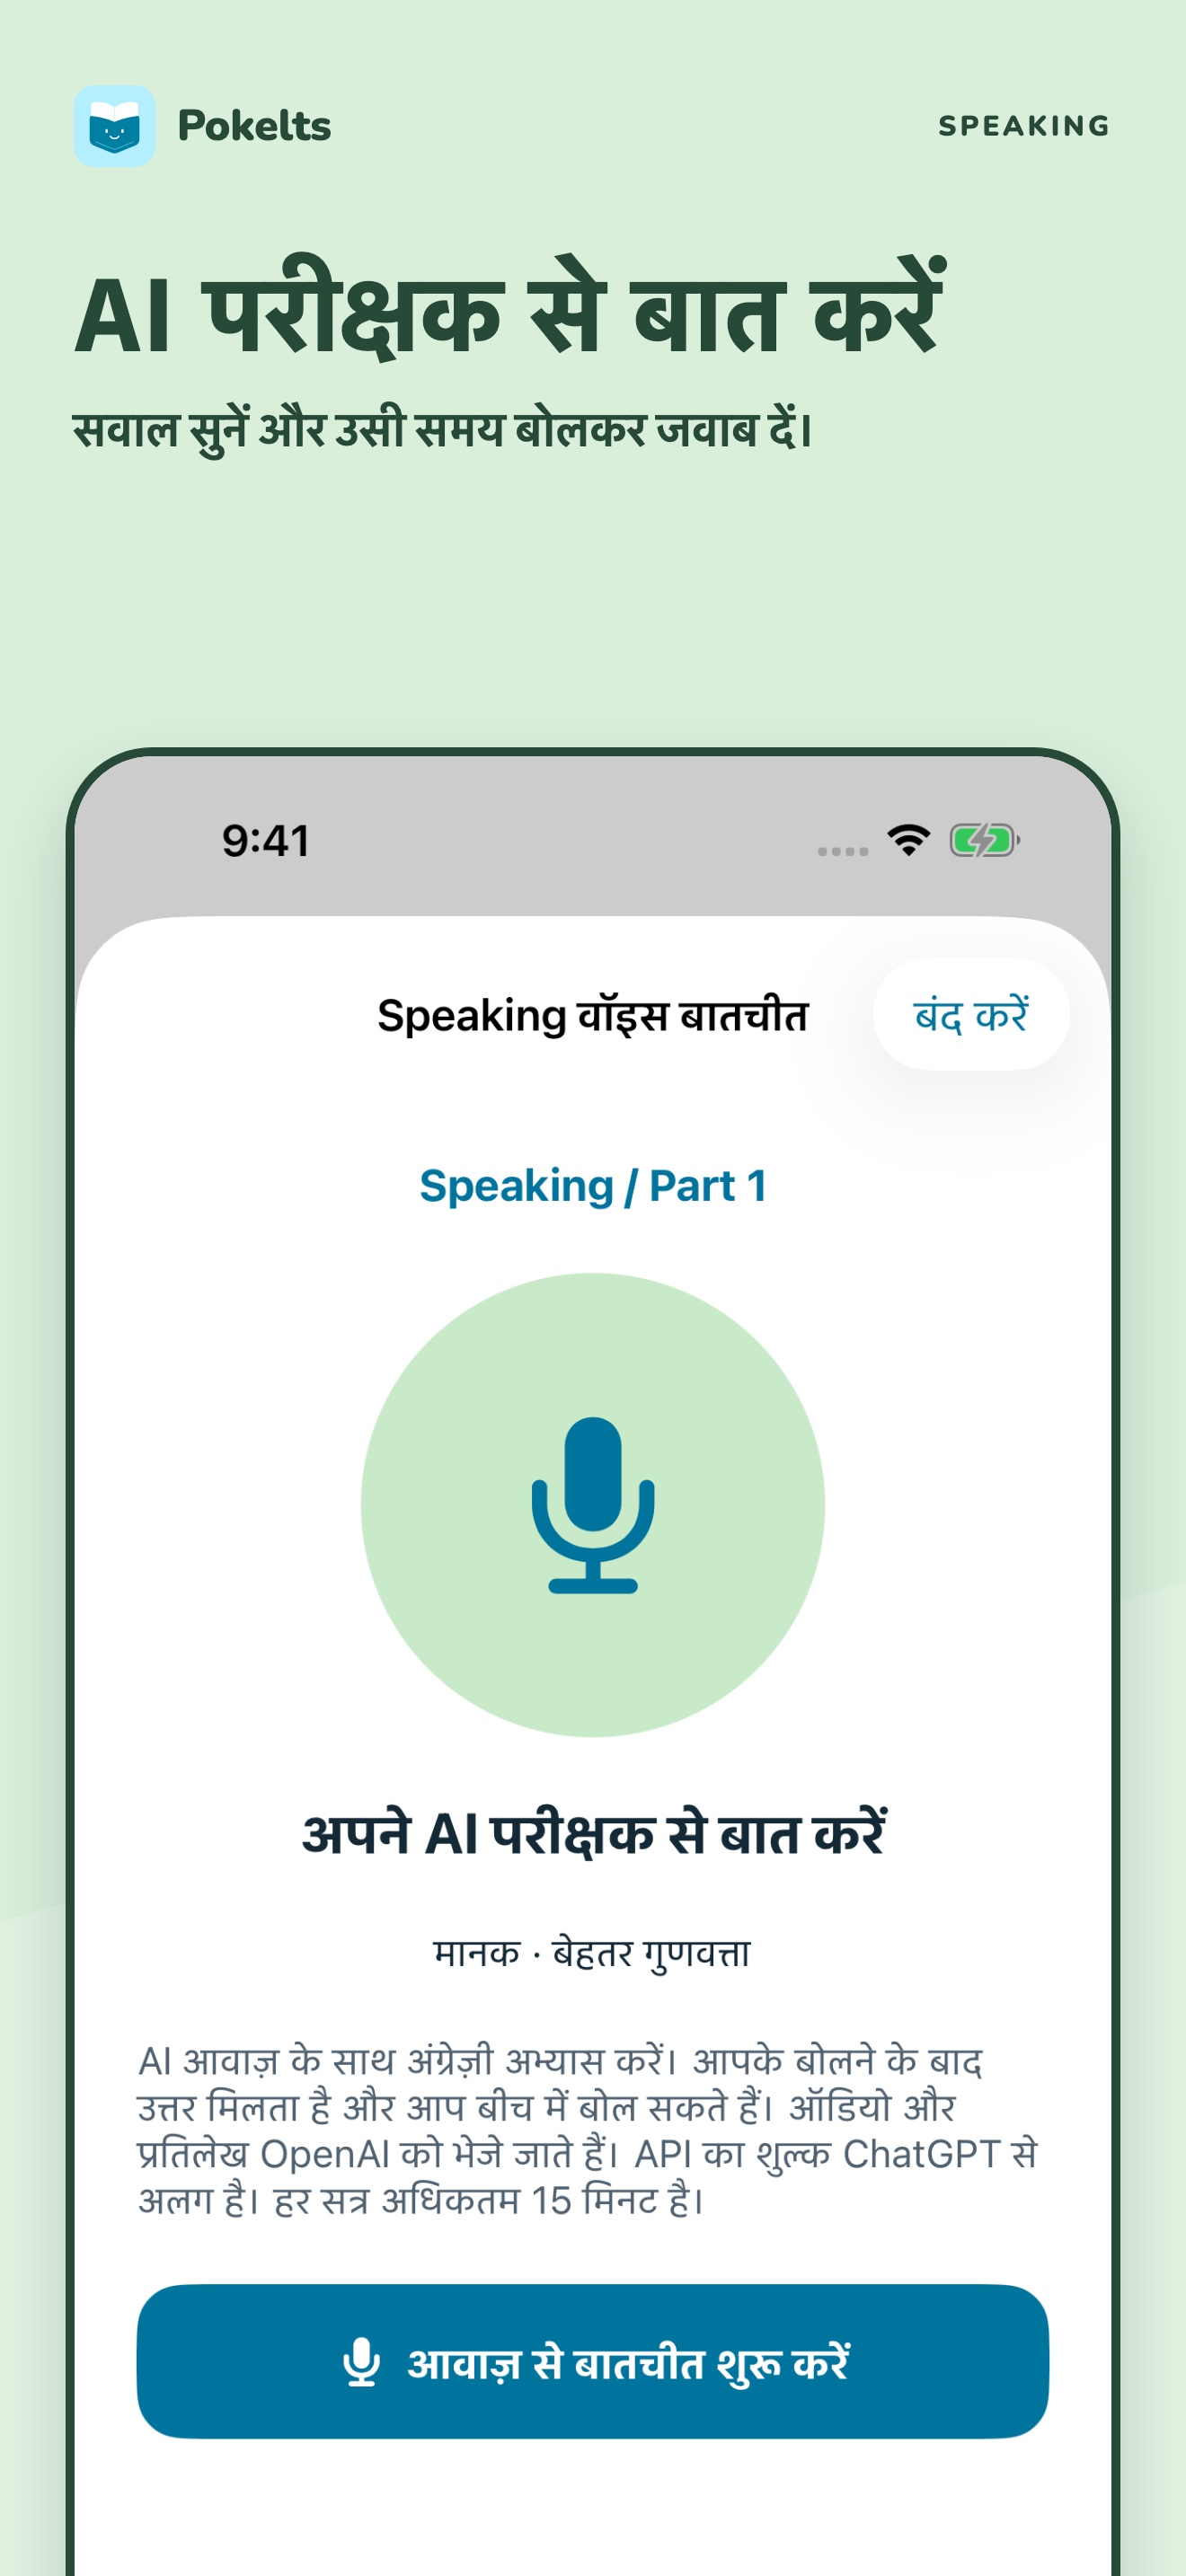 PokeIts
SPEAKING
AI परीक्षक से बात करें
सवाल सुनें और उसी समय बोलकर जवाब दें।
9:41
Speaking वॉइस बातचीत
बंद करें
Speaking / Part 1
अपने AI परीक्षक से बात करें
मानक · बेहतर गुणवत्ता
AI आवाज़ के साथ अंग्रेज़ी अभ्यास करें। आपके बोलने के बाद
उत्तर मिलता है और आप बीच में बोल सकते हैं। ऑडियो और
प्रतिलेख OpenAI को भेजे जाते हैं। API का शुल्क ChatGPT से
अलग है। हर सत्र अधिकतम 15 मिनट है।
आवाज़ से बातचीत शुरू करें